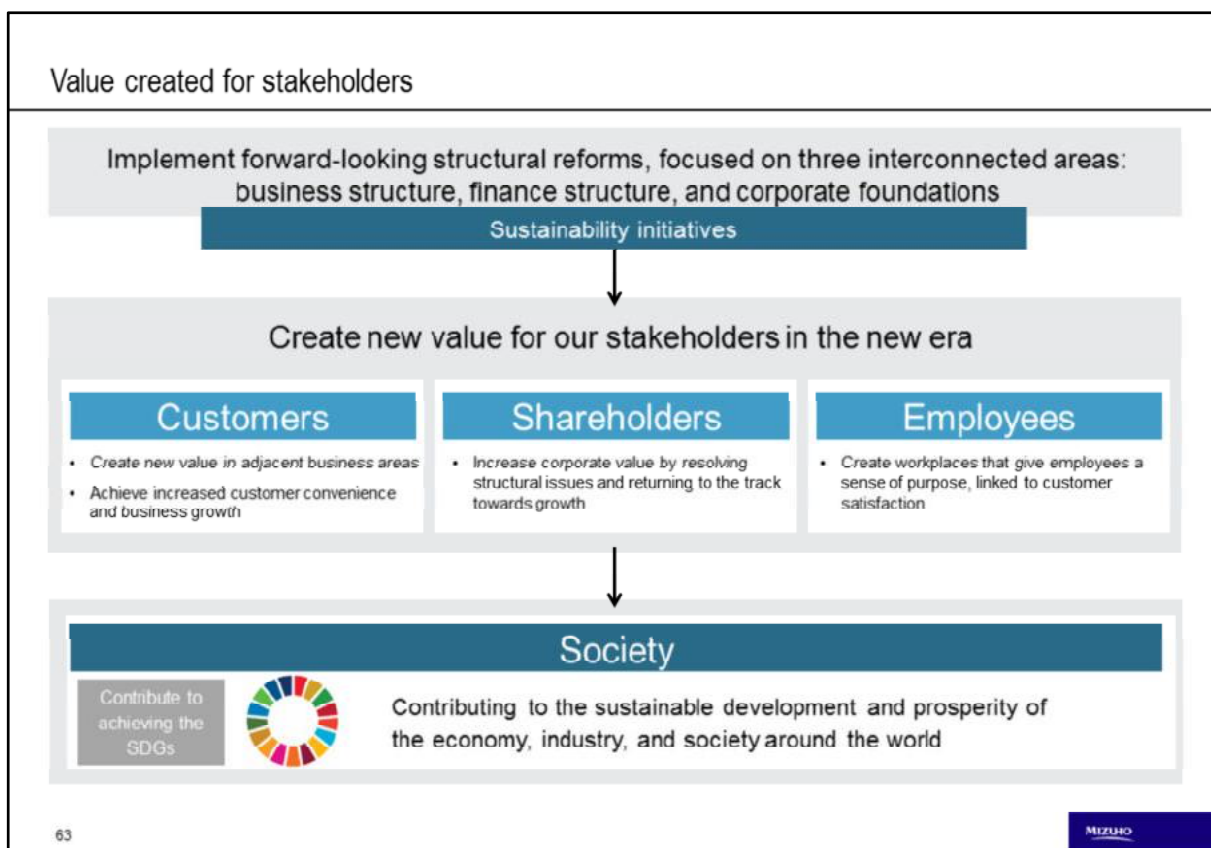 Value created for stakeholders
Implement forward-looking structural reforms, focused on three interconnected areas:
business structure, finance structure, and corporate foundations
Sustainability initiatives
Create new value for our stakeholders in the new era
Customers
• Create new value in adjacent business areas
• Achieve increased customer convenience
and business growth
Shareholders
• Increase corporate value by resolving
structural issues and returning to the track
towards growth
Employees
• Create workplaces that give employees a
sense of purpose, linked to customer
satisfaction
Society
Contribute to
achieving the
SDGs
Contributing to the sustainable development and prosperity of
the economy, industry, and society around the world
63
MIZUHO